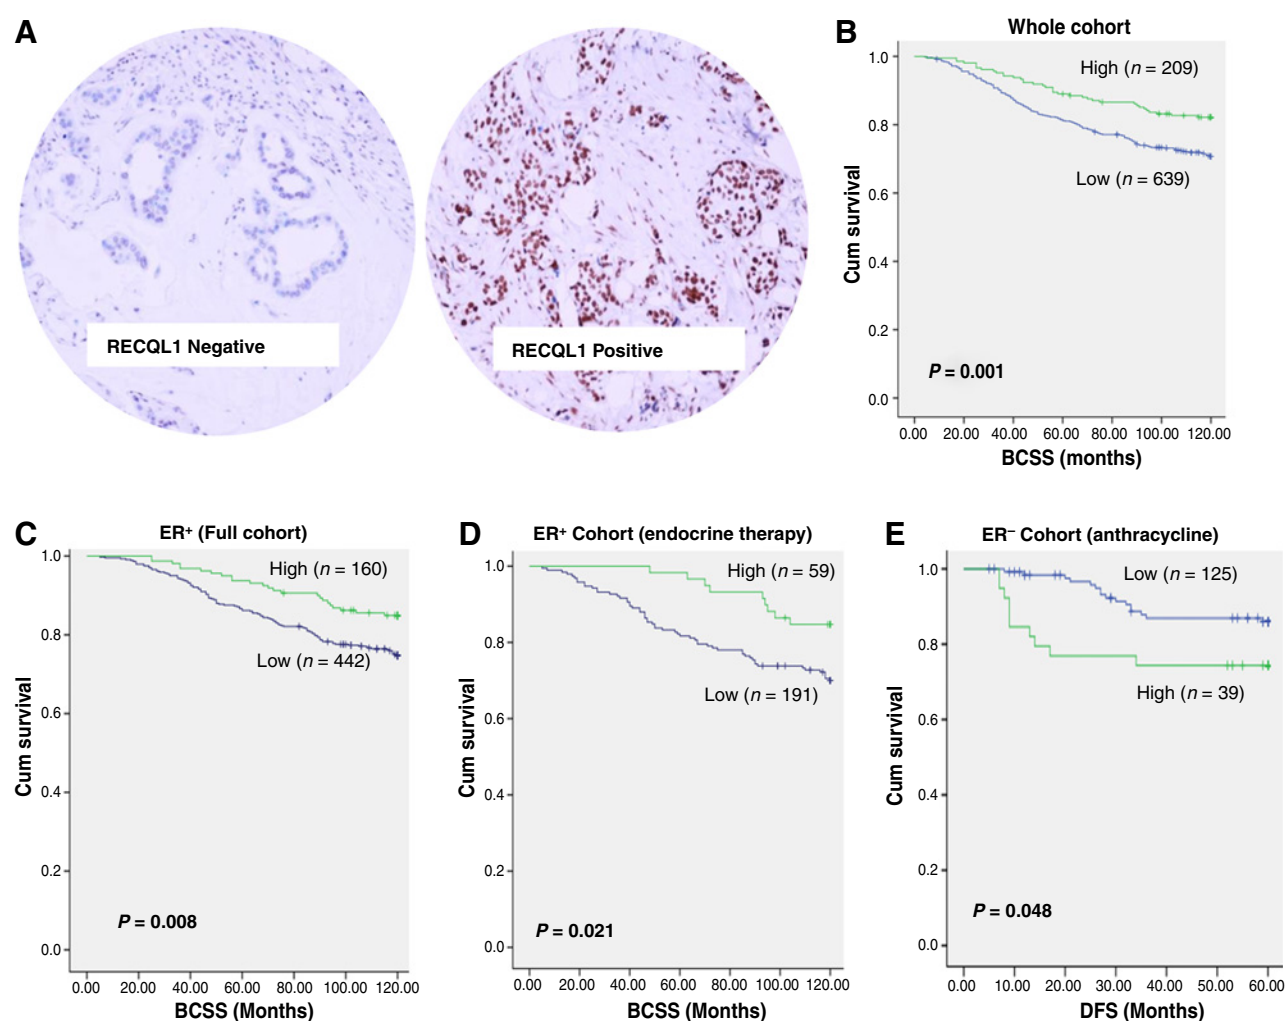 A
RECQL1 Negative
RECQL1 Positive
B
Whole cohort
1.0
0.8
0.6
0.4
0.2
0.0
Cum survival
High (n = 209)
Low (n = 639)
P = 0.001
0.00 20.00 40.00 60.00 80.00 100.00 120.00
BCSS (months)
C
ER+ (Full cohort)
1.0
0.8
0.6
0.4
0.2
0.0
Cum survival
High (n = 160)
Low (n = 442)
P = 0.008
0.00 20.00 40.00 60.00 80.00 100.00 120.00
BCSS (Months)
D
ER+ Cohort (endocrine therapy)
1.0
0.8
0.6
0.4
0.2
0.0
Cum survival
High (n = 59)
Low (n = 191)
P = 0.021
0.00 20.00 40.00 60.00 80.00 100.00 120.00
BCSS (Months)
E
ER− Cohort (anthracycline)
1.0
0.8
0.6
0.4
0.2
0.0
Cum survival
Low (n = 125)
High (n = 39)
P = 0.048
0.00 10.00 20.00 30.00 40.00 50.00 60.00
DFS (Months)